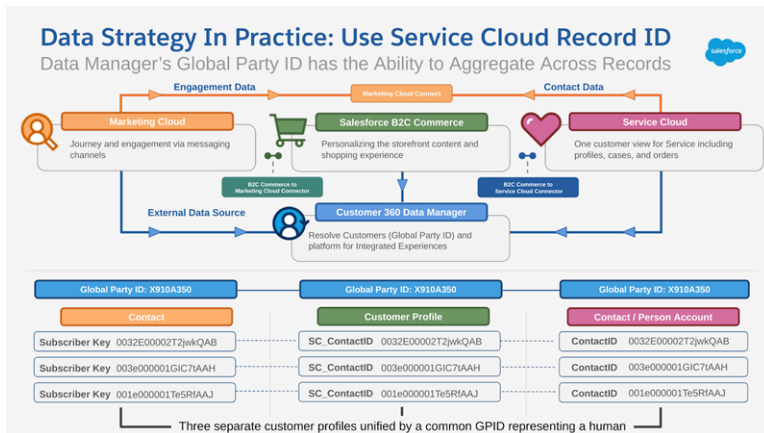 Data Strategy In Practice: Use Service Cloud Record ID
Data Manager's Global Party ID has the Ability to Aggregate Across Records
salesforce
Engagement Data
Marketing Cloud Connect
Contact Data
Marketing Cloud
Journey and engagement via messaging
channels
Salesforce B2C Commerce
Personalizing the storefront content and
shopping experience
Service Cloud
One customer view for Service including
profiles, cases, and orders
B2C Commerce to
Marketing Cloud Connector
B2C Commerce to
Service Cloud Connector
External Data Source
Customer 360 Data Manager
Resolve Customers (Global Party ID) and
platform for Integrated Experiences
Global Party ID: X910A350
Global Party ID: X910A350
Global Party ID: X910A350
Contact
Customer Profile
Contact / Person Account
Subscriber Key 0032E00002T2jwkQAB
SC_ContactID 0032E00002T2jwkQAB
ContactID 0032E00002T2jwkQAB
Subscriber Key 003e000001GIC7tAAH
SC_ContactID 003e000001GIC7tAAH
ContactID 003e000001GIC7tAAH
Subscriber Key 001e000001Te5RfAAJ
SC_ContactID 001e000001Te5RfAAJ
ContactID 001e000001Te5RfAAJ
Three separate customer profiles unified by a common GPID representing a human